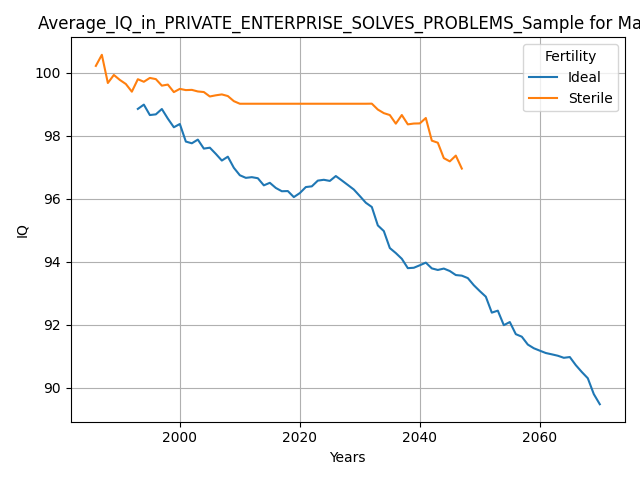 Average_IQ_in_PRIVATE_ENTERPRISE_SOLVES_PROBLEMS_Sample for Ma
Fertility
Ideal
Sterile
IQ
100
98
96
94
92
90
2000 2020 2040 2060
Years